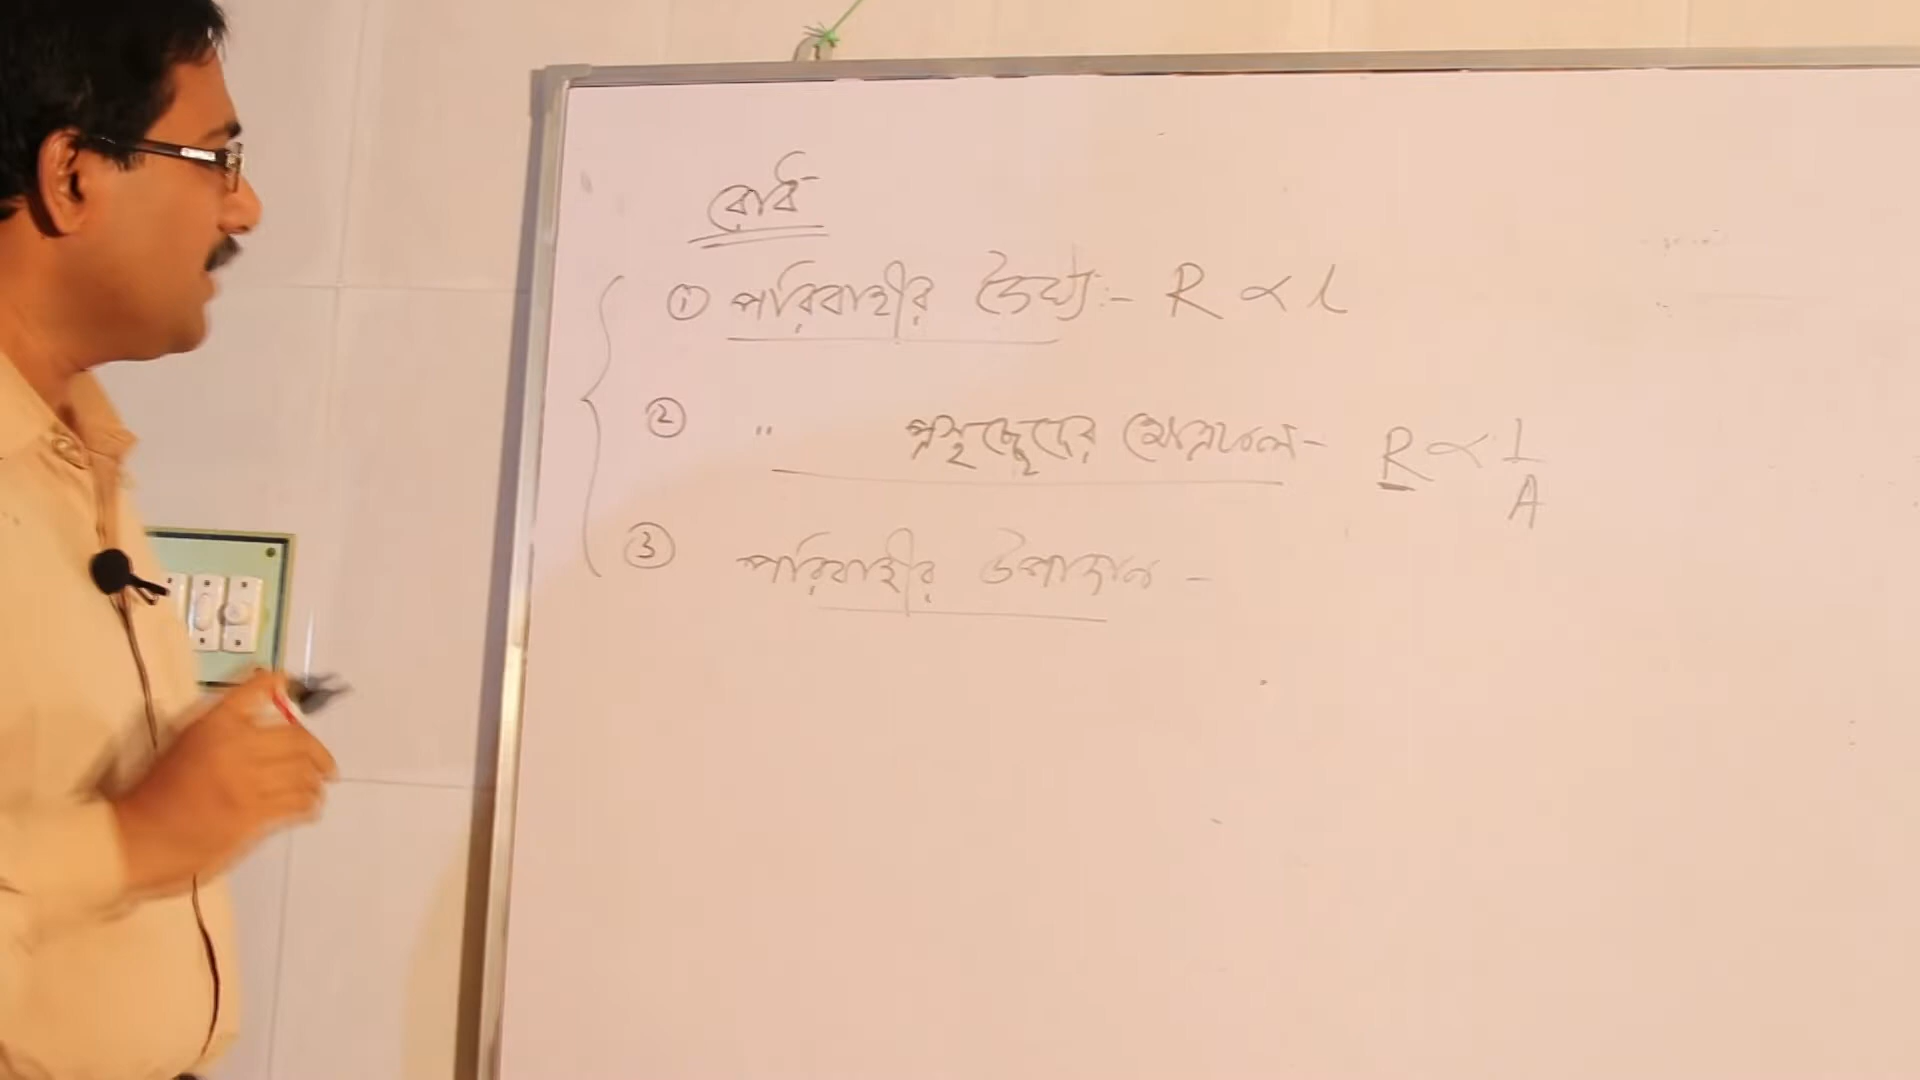 রোধ
① পরিবাহীর দৈর্ঘ্য:- R ∝ l
② " প্রস্থচ্ছেদের ক্ষেত্রফল- R ∝ 1/A
③ পরিবাহীর উপাদান -